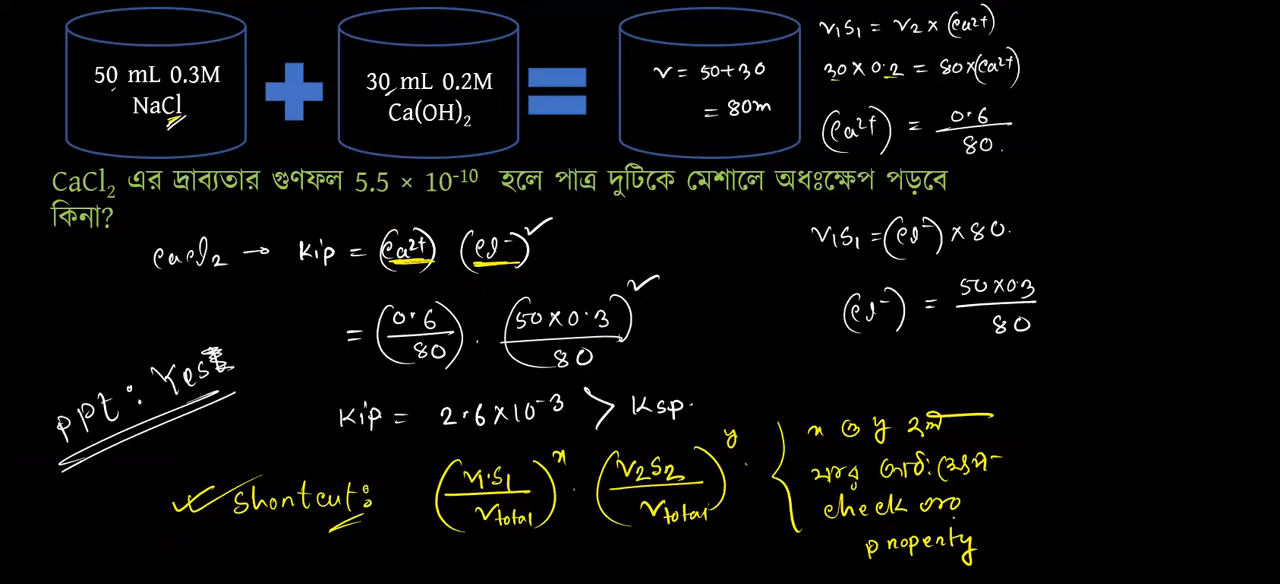 50 mL 0.3M
NaCl
30 mL 0.2M
Ca(OH)₂
v = 50+30
= 80m
v₁s₁ = v₂ × (ca²⁺)
30 × 0.2 = 80×(ca²⁺)
(ca²⁺) = 0.6/80
CaCl₂ এর দ্রাব্যতার গুণফল 5.5 × 10⁻¹⁰ হলে পাত্র দুটিকে মেশালে অধঃক্ষেপ পড়বে
কিনা?
cacl₂ → Kip = (ca²⁺) (cl⁻)
= (0.6/80) . (50×0.3/80)
v₁s₁ = (cl⁻) × 80.
(cl⁻) = 50×0.3/80
PPt: Yes
Kip = 2.6×10⁻³ > Ksp.
Shortcut: (v₁s₁/vtotal)ˣ . (v₂s₂/vtotal)ʸ
x ও y হল
check
property